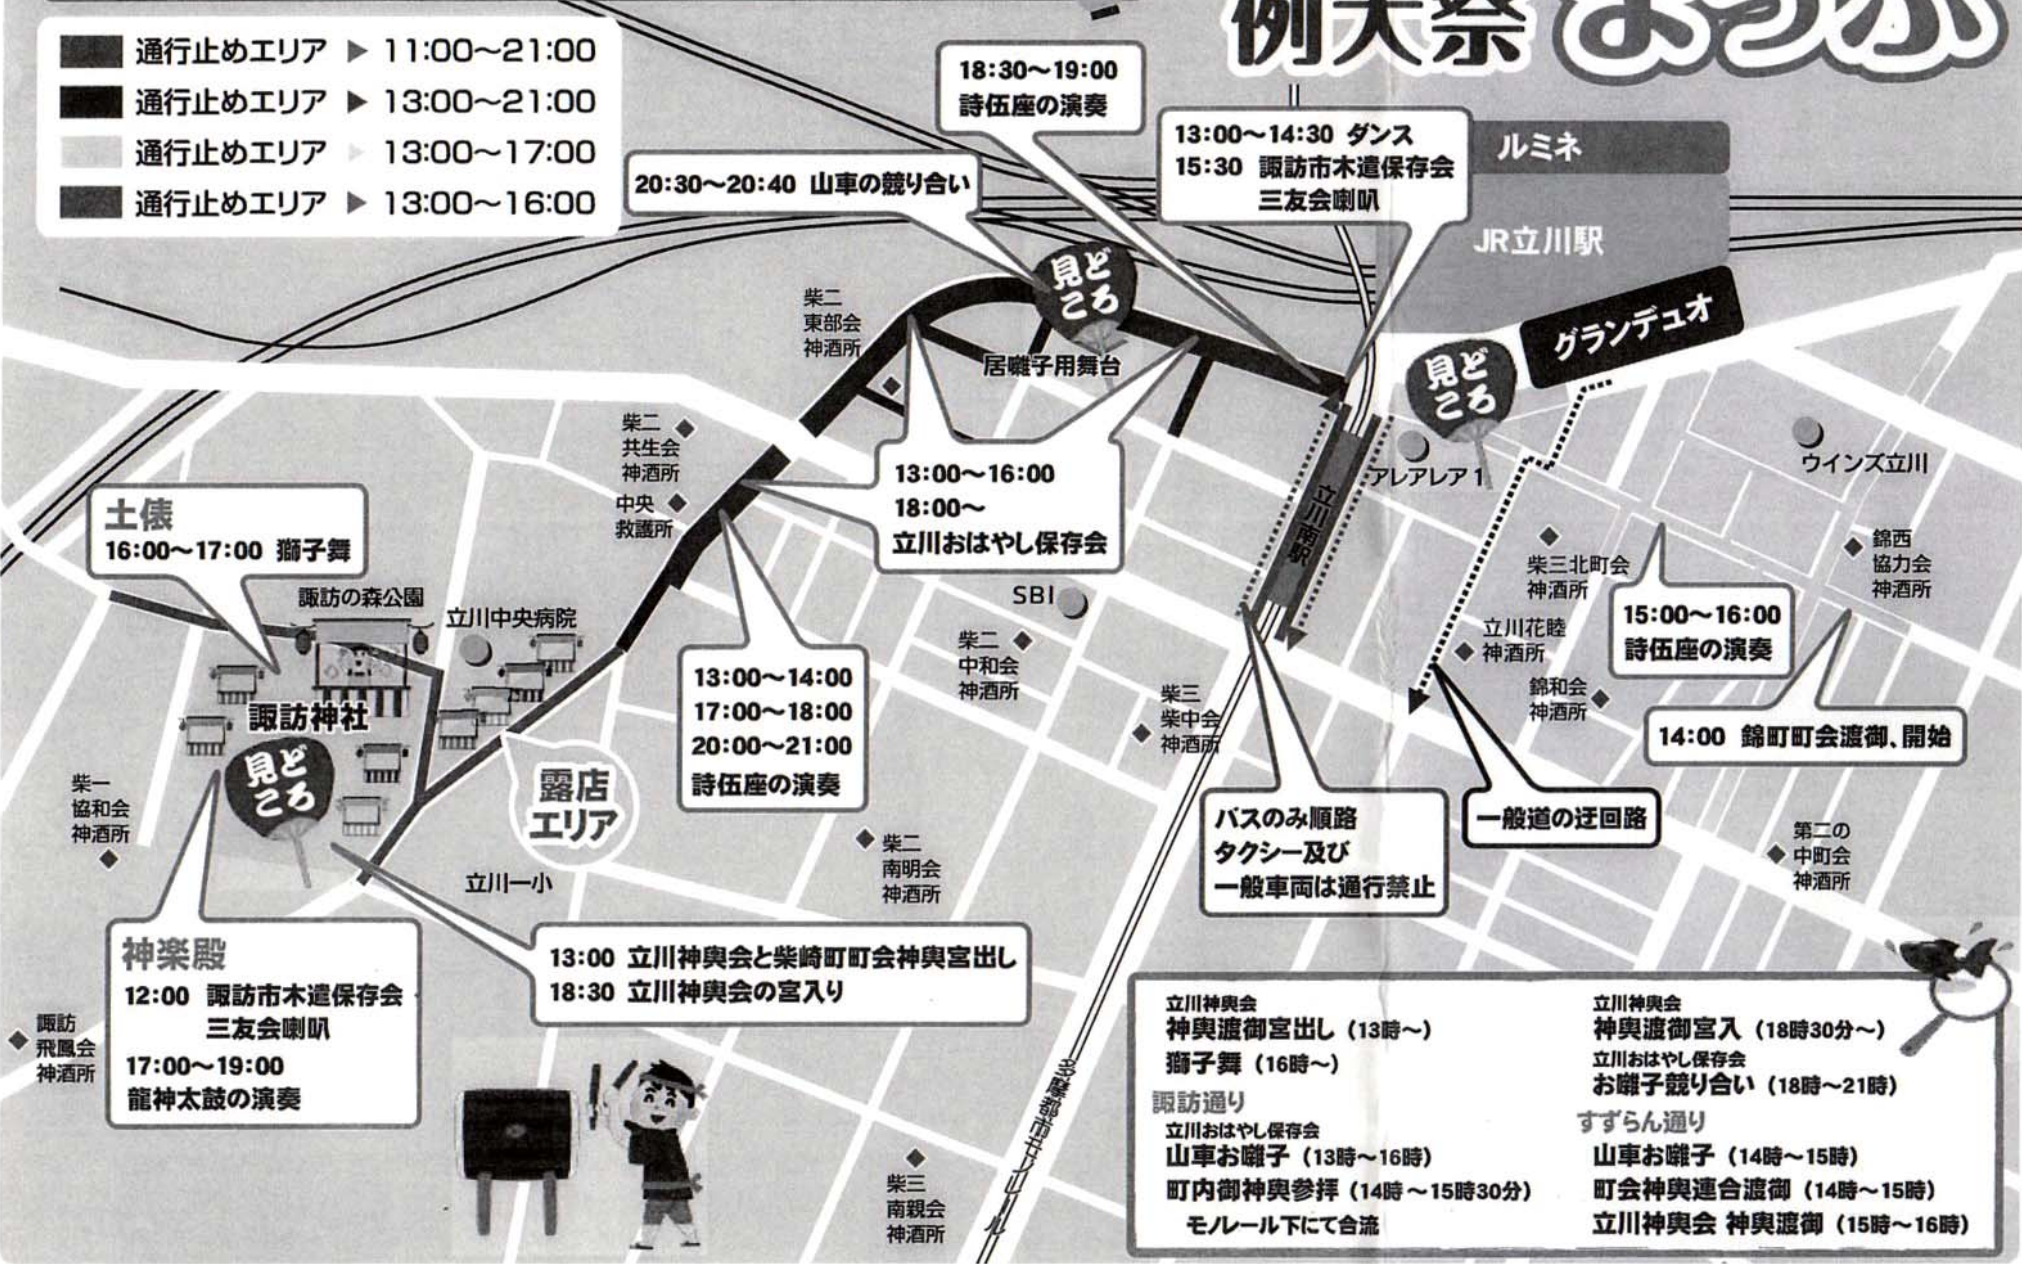 例大祭 まっぷ
通行止めエリア ▶ 11:00〜21:00
通行止めエリア ▶ 13:00〜21:00
通行止めエリア ▶ 13:00〜17:00
通行止めエリア ▶ 13:00〜16:00
18:30〜19:00
詩伍座の演奏
20:30〜20:40 山車の競り合い
13:00〜14:30 ダンス
15:30 諏訪市木遣保存会
三友会喇叭
ルミネ
JR立川駅
グランデュオ
見どころ
見どころ
居囃子用舞台
柴二
東部会
神酒所
柴二
共生会
神酒所
中央
救護所
13:00〜16:00
18:00〜
立川おはやし保存会
立川南駅
アレアレア1
ウインズ立川
柴三北町会
神酒所
錦西
協力会
神酒所
立川花睦
神酒所
錦和会
神酒所
15:00〜16:00
詩伍座の演奏
14:00 錦町町会渡御、開始
土俵
16:00〜17:00 獅子舞
諏訪の森公園
立川中央病院
諏訪神社
見どころ
露店
エリア
SBI
柴二
中和会
神酒所
13:00〜14:00
17:00〜18:00
20:00〜21:00
詩伍座の演奏
柴三
柴中会
神酒所
バスのみ順路
タクシー及び
一般車両は通行禁止
一般道の迂回路
第二の
中町会
神酒所
柴一
協和会
神酒所
立川一小
柴二
南明会
神酒所
神楽殿
12:00 諏訪市木遣保存会
三友会喇叭
17:00〜19:00
龍神太鼓の演奏
13:00 立川神輿会と柴崎町町会神輿宮出し
18:30 立川神輿会の宮入り
諏訪
飛鳳会
神酒所
多摩都市モノレール
柴三
南親会
神酒所
立川神輿会
神輿渡御宮出し（13時〜）
獅子舞（16時〜）
諏訪通り
立川おはやし保存会
山車お囃子（13時〜16時）
町内御神輿参拝（14時〜15時30分）
モノレール下にて合流
立川神輿会
神輿渡御宮入（18時30分〜）
立川おはやし保存会
お囃子競り合い（18時〜21時）
すずらん通り
山車お囃子（14時〜15時）
町会神輿連合渡御（14時〜15時）
立川神輿会 神輿渡御（15時〜16時）